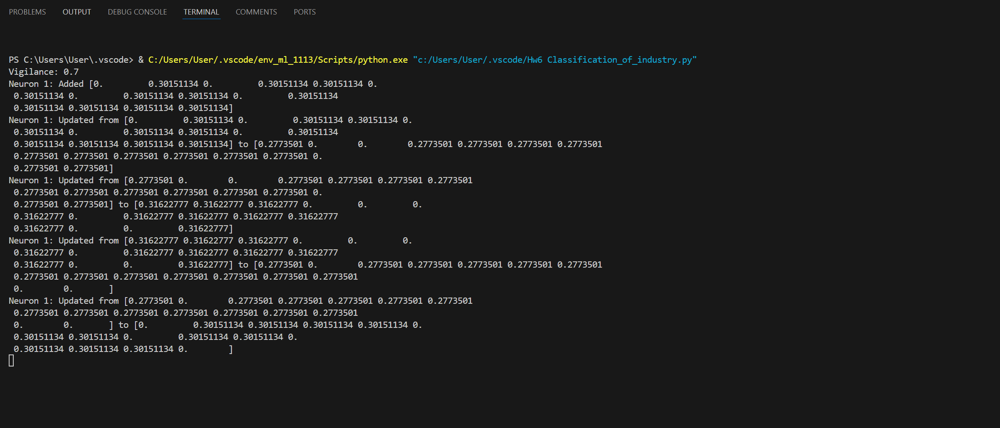 PROBLEMS OUTPUT DEBUG CONSOLE TERMINAL COMMENTS PORTS
PS C:\Users\User\.vscode> & C:/Users/User/.vscode/env_ml_1113/Scripts/python.exe "c:/Users/User/.vscode/Hw6 Classification_of_industry.py"
Vigilance: 0.7
Neuron 1: Added [0.         0.30151134 0.         0.30151134 0.30151134 0.
 0.30151134 0.         0.30151134 0.30151134 0.         0.30151134
 0.30151134 0.30151134 0.30151134 0.30151134]
Neuron 1: Updated from [0.         0.30151134 0.         0.30151134 0.30151134 0.
 0.30151134 0.         0.30151134 0.30151134 0.         0.30151134
 0.30151134 0.30151134 0.30151134 0.30151134] to [0.2773501 0.        0.        0.2773501 0.2773501 0.2773501 0.2773501
 0.2773501 0.2773501 0.2773501 0.2773501 0.2773501 0.2773501 0.
 0.2773501 0.2773501]
Neuron 1: Updated from [0.2773501 0.        0.        0.2773501 0.2773501 0.2773501 0.2773501
 0.2773501 0.2773501 0.2773501 0.2773501 0.2773501 0.2773501 0.
 0.2773501 0.2773501] to [0.31622777 0.31622777 0.31622777 0.         0.         0.
 0.31622777 0.         0.31622777 0.31622777 0.31622777 0.31622777
 0.31622777 0.         0.         0.31622777]
Neuron 1: Updated from [0.31622777 0.31622777 0.31622777 0.         0.         0.
 0.31622777 0.         0.31622777 0.31622777 0.31622777 0.31622777
 0.31622777 0.         0.         0.31622777] to [0.2773501 0.        0.2773501 0.2773501 0.2773501 0.2773501 0.2773501
 0.2773501 0.2773501 0.2773501 0.2773501 0.2773501 0.2773501 0.2773501
 0.        0.       ]
Neuron 1: Updated from [0.2773501 0.        0.2773501 0.2773501 0.2773501 0.2773501 0.2773501
 0.2773501 0.2773501 0.2773501 0.2773501 0.2773501 0.2773501 0.2773501
 0.        0.       ] to [0.         0.30151134 0.30151134 0.30151134 0.30151134 0.
 0.30151134 0.30151134 0.         0.30151134 0.30151134 0.
 0.30151134 0.30151134 0.30151134 0.        ]